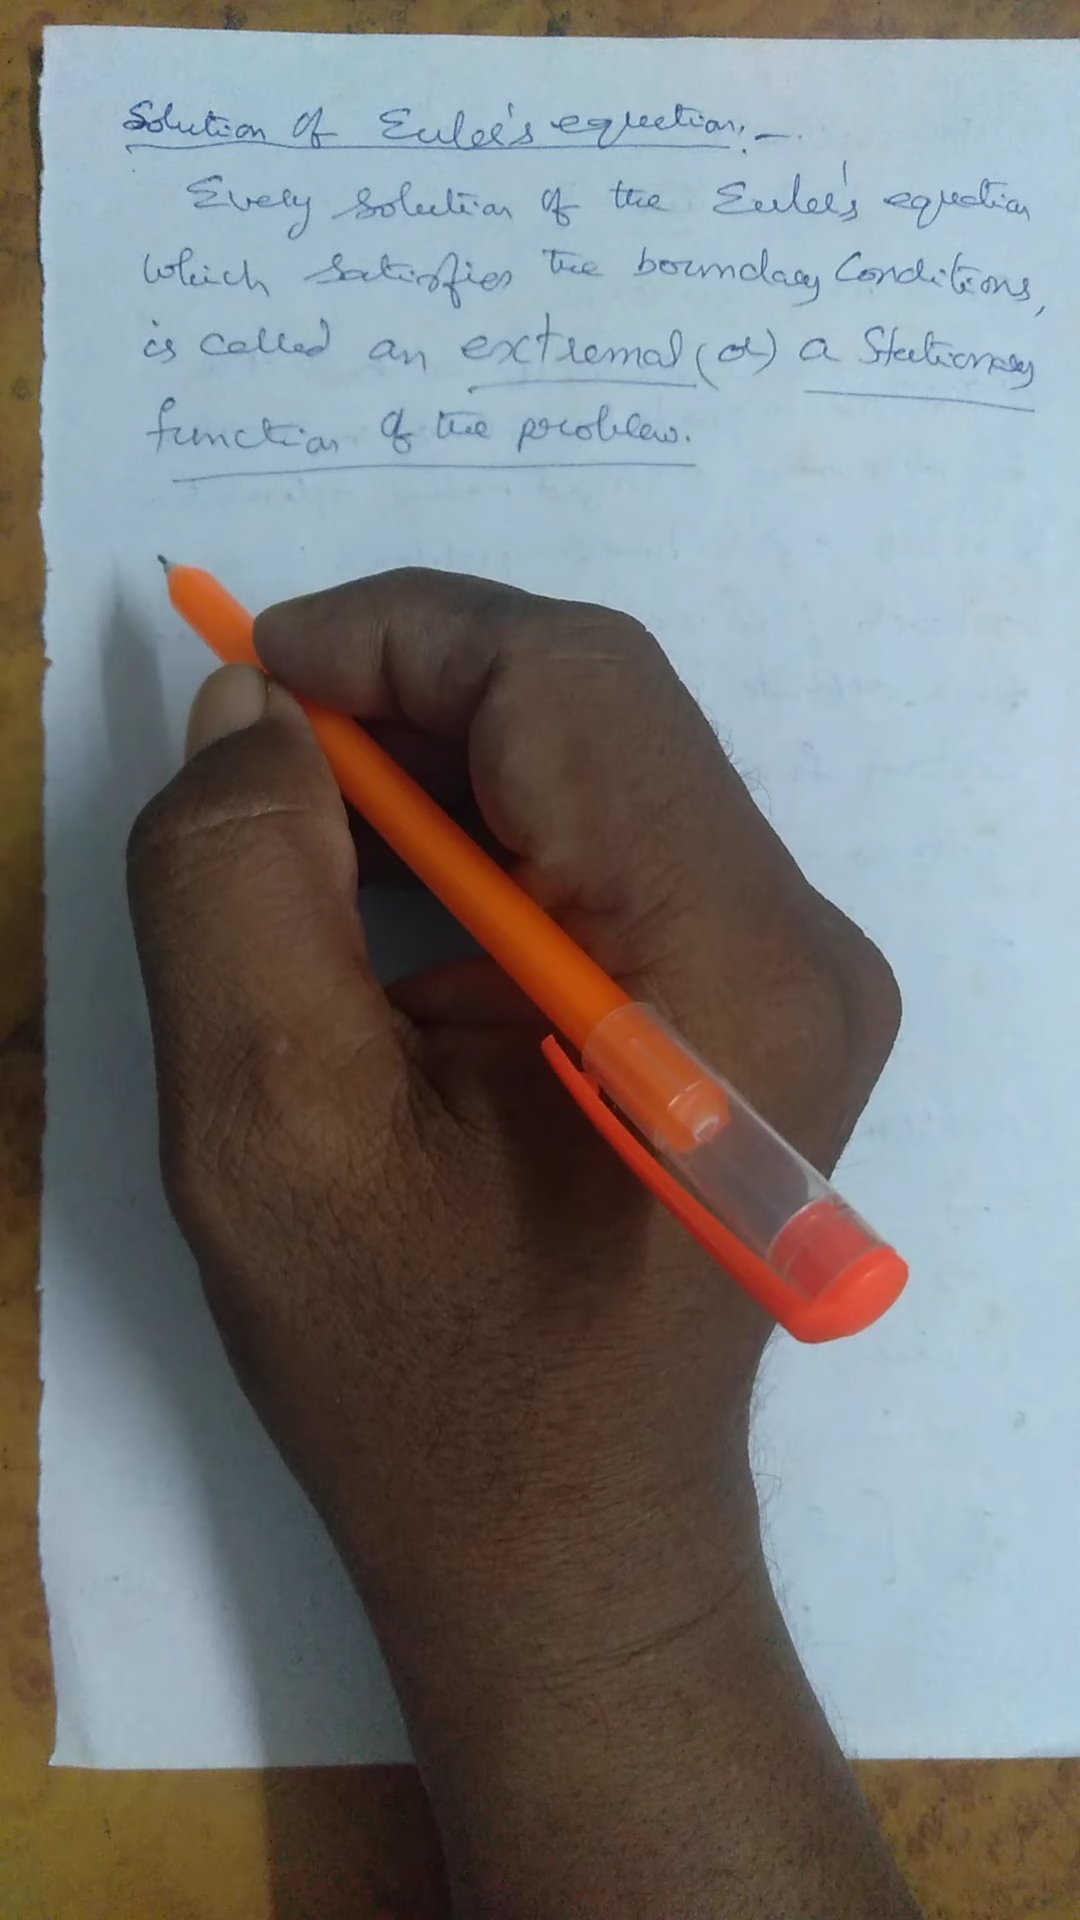 Solution of Euler's equation:-
Every solution of the Euler's equation
which satisfies the boundary conditions,
is called an extremal (or) a stationary
function of the problem.